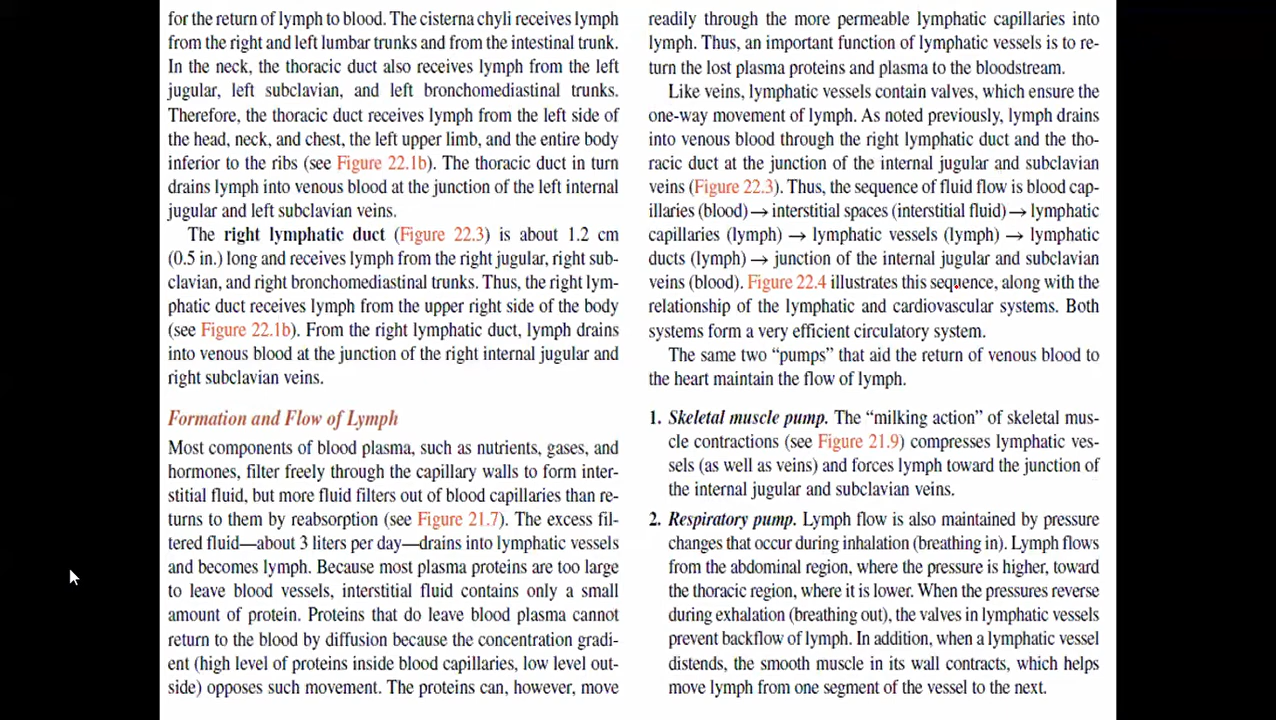 for the return of lymph to blood. The cisterna chyli receives lymph
from the right and left lumbar trunks and from the intestinal trunk.
In the neck, the thoracic duct also receives lymph from the left
jugular, left subclavian, and left bronchomediastinal trunks.
Therefore, the thoracic duct receives lymph from the left side of
the head, neck, and chest, the left upper limb, and the entire body
inferior to the ribs (see Figure 22.1b). The thoracic duct in turn
drains lymph into venous blood at the junction of the left internal
jugular and left subclavian veins.
The right lymphatic duct (Figure 22.3) is about 1.2 cm
(0.5 in.) long and receives lymph from the right jugular, right sub-
clavian, and right bronchomediastinal trunks. Thus, the right lym-
phatic duct receives lymph from the upper right side of the body
(see Figure 22.1b). From the right lymphatic duct, lymph drains
into venous blood at the junction of the right internal jugular and
right subclavian veins.
Formation and Flow of Lymph
Most components of blood plasma, such as nutrients, gases, and
hormones, filter freely through the capillary walls to form inter-
stitial fluid, but more fluid filters out of blood capillaries than re-
turns to them by reabsorption (see Figure 21.7). The excess fil-
tered fluid—about 3 liters per day—drains into lymphatic vessels
and becomes lymph. Because most plasma proteins are too large
to leave blood vessels, interstitial fluid contains only a small
amount of protein. Proteins that do leave blood plasma cannot
return to the blood by diffusion because the concentration gradi-
ent (high level of proteins inside blood capillaries, low level out-
side) opposes such movement. The proteins can, however, move
readily through the more permeable lymphatic capillaries into
lymph. Thus, an important function of lymphatic vessels is to re-
turn the lost plasma proteins and plasma to the bloodstream.
Like veins, lymphatic vessels contain valves, which ensure the
one-way movement of lymph. As noted previously, lymph drains
into venous blood through the right lymphatic duct and the tho-
racic duct at the junction of the internal jugular and subclavian
veins (Figure 22.3). Thus, the sequence of fluid flow is blood cap-
illaries (blood) → interstitial spaces (interstitial fluid) → lymphatic
capillaries (lymph) → lymphatic vessels (lymph) → lymphatic
ducts (lymph) → junction of the internal jugular and subclavian
veins (blood). Figure 22.4 illustrates this sequence, along with the
relationship of the lymphatic and cardiovascular systems. Both
systems form a very efficient circulatory system.
The same two “pumps” that aid the return of venous blood to
the heart maintain the flow of lymph.
1. Skeletal muscle pump. The “milking action” of skeletal mus-
cle contractions (see Figure 21.9) compresses lymphatic ves-
sels (as well as veins) and forces lymph toward the junction of
the internal jugular and subclavian veins.
2. Respiratory pump. Lymph flow is also maintained by pressure
changes that occur during inhalation (breathing in). Lymph flows
from the abdominal region, where the pressure is higher, toward
the thoracic region, where it is lower. When the pressures reverse
during exhalation (breathing out), the valves in lymphatic vessels
prevent backflow of lymph. In addition, when a lymphatic vessel
distends, the smooth muscle in its wall contracts, which helps
move lymph from one segment of the vessel to the next.